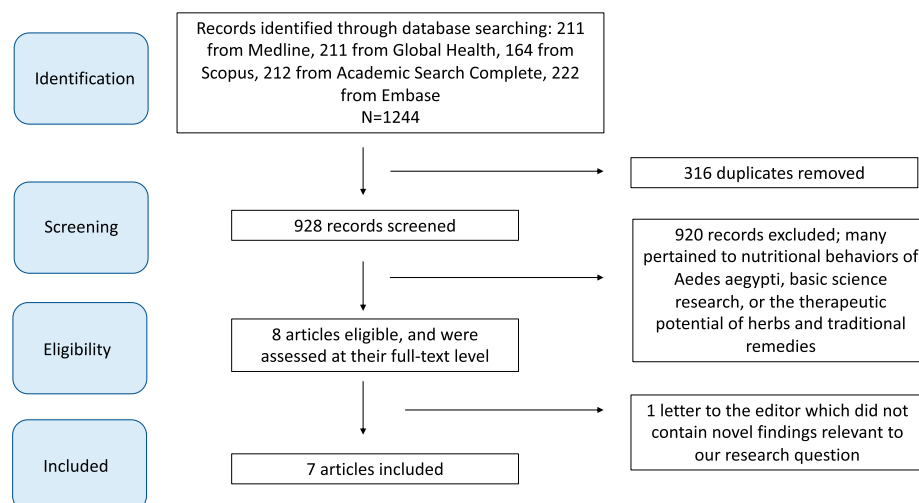 Identification
Records identified through database searching: 211
from Medline, 211 from Global Health, 164 from
Scopus, 212 from Academic Search Complete, 222
from Embase
N=1244
316 duplicates removed
Screening
928 records screened
920 records excluded; many
pertained to nutritional behaviors of
Aedes aegypti, basic science
research, or the therapeutic
potential of herbs and traditional
remedies
Eligibility
8 articles eligible, and were
assessed at their full-text level
1 letter to the editor which did not
contain novel findings relevant to
our research question
Included
7 articles included